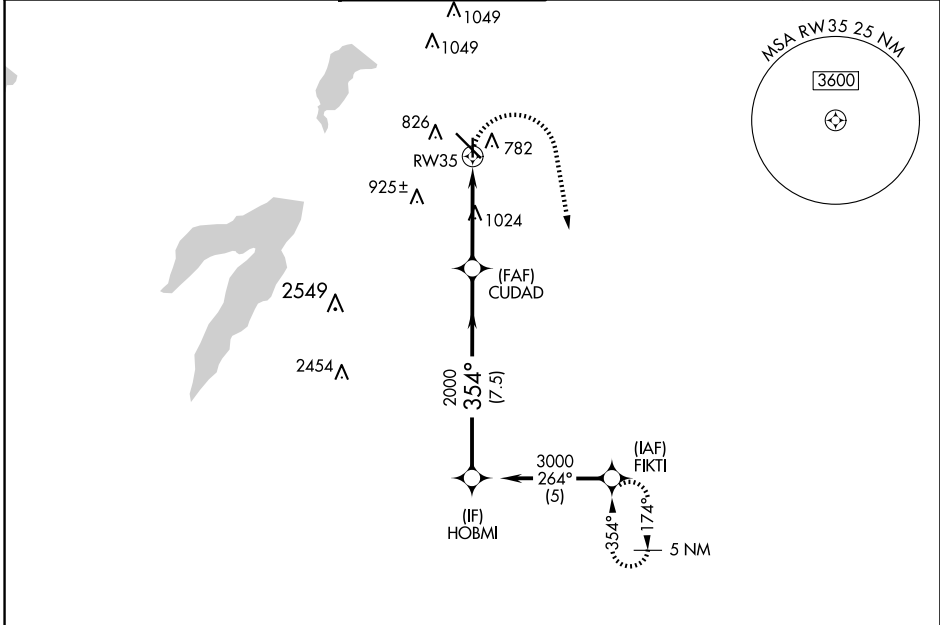 1049
1049
MSA RW35 25 NM
3600
826
782
RW35
925±
1024
(FAF)
CUDAD
2549
2454
2000
354°
(7.5)
3000
264°
(5)
(IAF)
FIKTI
(IF)
HOBMI
354°
174°
5 NM